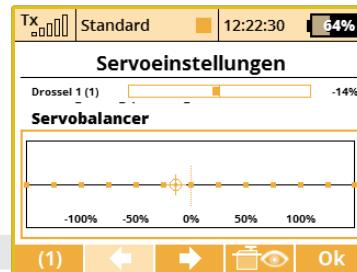 Tx Standard 12:22:30 64%
Servoeinstellungen
Drossel 1 (1) -14%
Servobalancer
-100% -50% 0% 50% 100%
(1) Ok